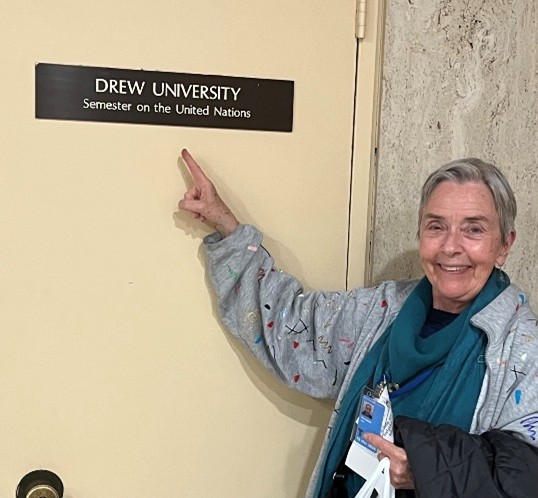 DREW UNIVERSITY
Semester on the United Nations